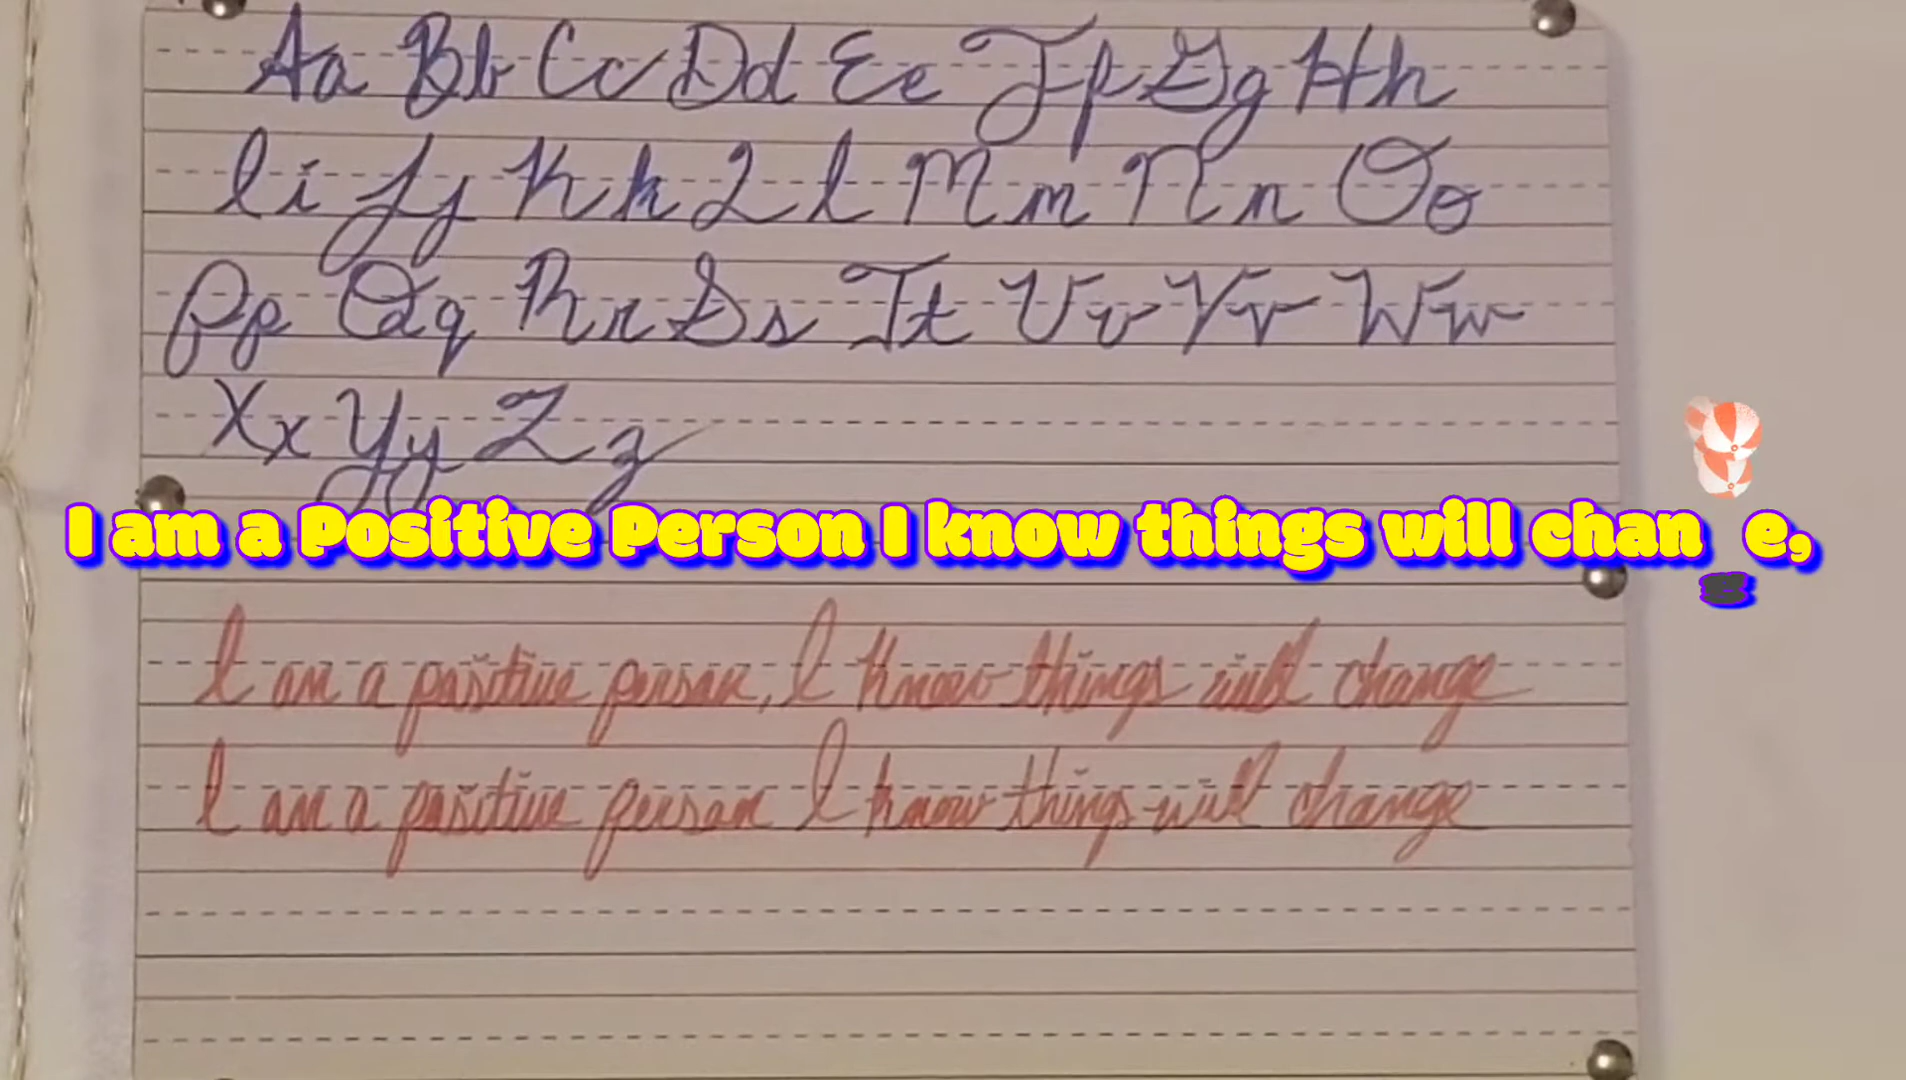 Aa Bb Cc Dd Ee Ff Gg Hh
Ii Jj Kk Ll Mm Nn Oo
Pp Qq Rr Ss Tt Uu Vv Ww
Xx Yy Zz
I am a Positive Person I know things will chan e,
I am a positive person, I know things will change
I am a positive person I know things will change